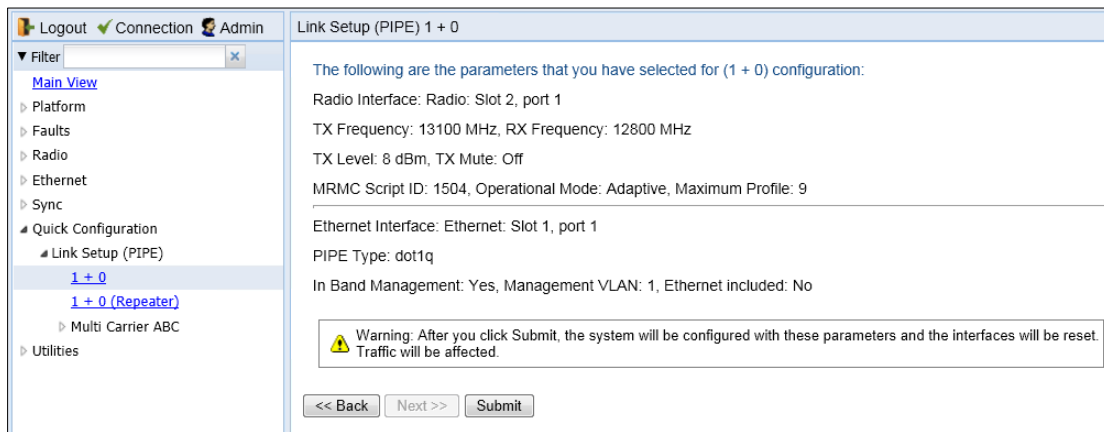 Logout Connection Admin
Filter
Main View
Platform
Faults
Radio
Ethernet
Sync
Quick Configuration
Link Setup (PIPE)
1 + 0
1 + 0 (Repeater)
Multi Carrier ABC
Utilities
Link Setup (PIPE) 1 + 0
The following are the parameters that you have selected for (1 + 0) configuration:
Radio Interface: Radio: Slot 2, port 1
TX Frequency: 13100 MHz, RX Frequency: 12800 MHz
TX Level: 8 dBm, TX Mute: Off
MRMC Script ID: 1504, Operational Mode: Adaptive, Maximum Profile: 9
Ethernet Interface: Ethernet: Slot 1, port 1
PIPE Type: dot1q
In Band Management: Yes, Management VLAN: 1, Ethernet included: No
Warning: After you click Submit, the system will be configured with these parameters and the interfaces will be reset.
Traffic will be affected.
<< Back Next >> Submit